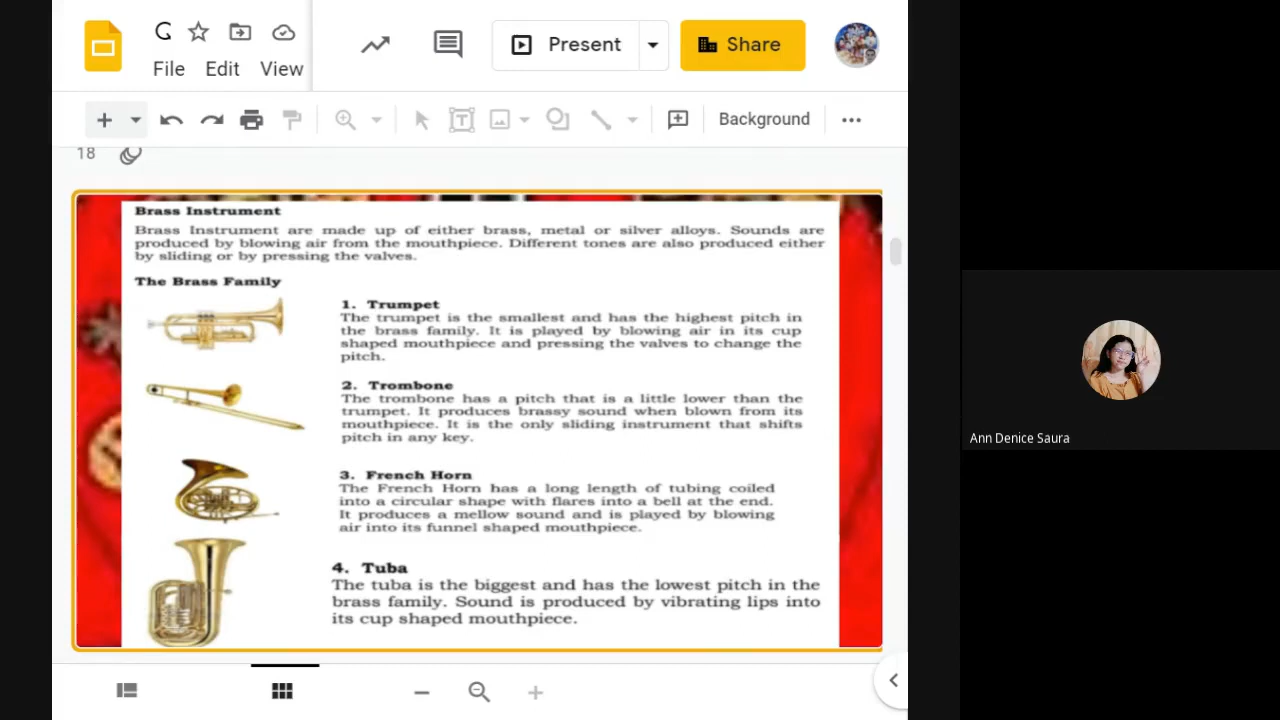 G
Present
Share
File Edit View
Background
18
Brass Instrument
Brass Instrument are made up of either brass, metal or silver alloys. Sounds are
produced by blowing air from the mouthpiece. Different tones are also produced either
by sliding or by pressing the valves.
The Brass Family
1. Trumpet
The trumpet is the smallest and has the highest pitch in
the brass family. It is played by blowing air in its cup
shaped mouthpiece and pressing the valves to change the
pitch.
2. Trombone
The trombone has a pitch that is a little lower than the
trumpet. It produces brassy sound when blown from its
mouthpiece. It is the only sliding instrument that shifts
pitch in any key.
3. French Horn
The French Horn has a long length of tubing coiled
into a circular shape with flares into a bell at the end.
It produces a mellow sound and is played by blowing
air into its funnel shaped mouthpiece.
4. Tuba
The tuba is the biggest and has the lowest pitch in the
brass family. Sound is produced by vibrating lips into
its cup shaped mouthpiece.
Ann Denice Saura